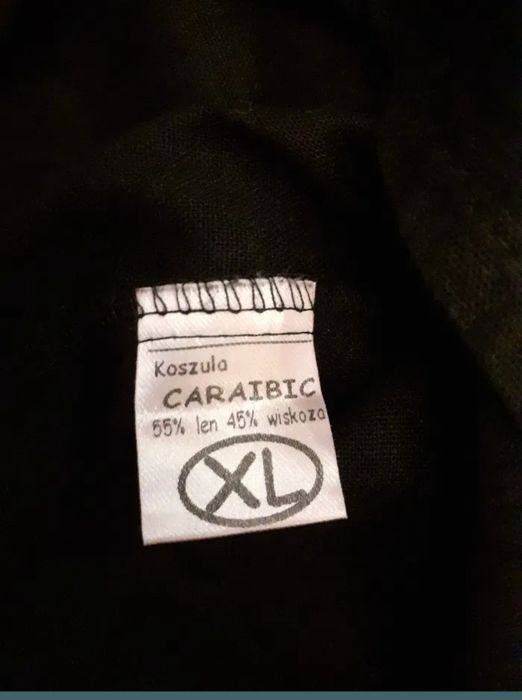 Koszula
CARAIBIC
55% len 45% wiskoza
XL